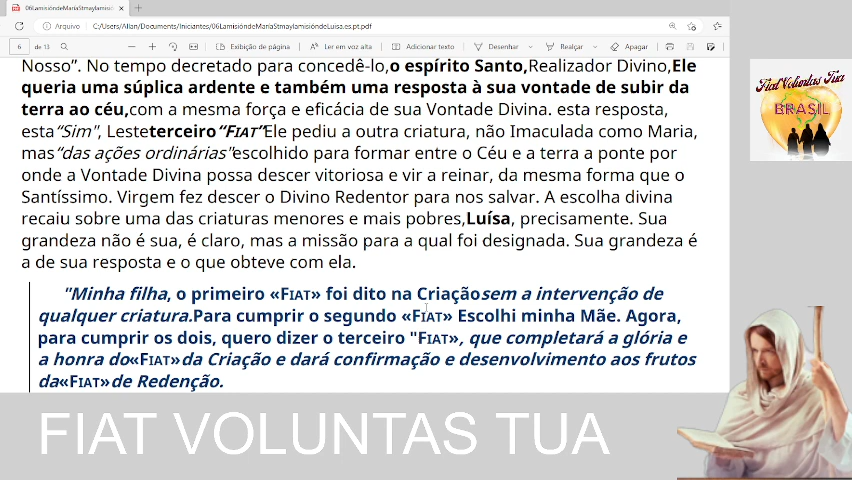 06LamisióndeMaríaStmaylamisiónd
Arquivo
C:/Users/Allan/Documents/Iniciantes/06LamisióndeMaríaStmaylamisióndeLuisa.es.pt.pdf
6 de 13
Exibição de página
Ler em voz alta
Adicionar texto
Desenhar
Realçar
Apagar
Nosso”. No tempo decretado para concedê-lo,o espírito Santo,Realizador Divino,Ele
queria uma súplica ardente e também uma resposta à sua vontade de subir da
terra ao céu,com a mesma força e eficácia de sua Vontade Divina. esta resposta,
esta“Sim", Lesteterceiro“FIAT”Ele pediu a outra criatura, não Imaculada como Maria,
mas“das ações ordinárias"escolhido para formar entre o Céu e a terra a ponte por
onde a Vontade Divina possa descer vitoriosa e vir a reinar, da mesma forma que o
Santíssimo. Virgem fez descer o Divino Redentor para nos salvar. A escolha divina
recaiu sobre uma das criaturas menores e mais pobres,Luísa, precisamente. Sua
grandeza não é sua, é claro, mas a missão para a qual foi designada. Sua grandeza é
a de sua resposta e o que obteve com ela.
"Minha filha, o primeiro «FIAT» foi dito na Criaçãosem a intervenção de
qualquer criatura.Para cumprir o segundo «FIAT» Escolhi minha Mãe. Agora,
para cumprir os dois, quero dizer o terceiro "FIAT», que completará a glória e
a honra do«FIAT»da Criação e dará confirmação e desenvolvimento aos frutos
da«FIAT»de Redenção.
Fiat Voluntas Tua
BRASIL
FIAT VOLUNTAS TUA